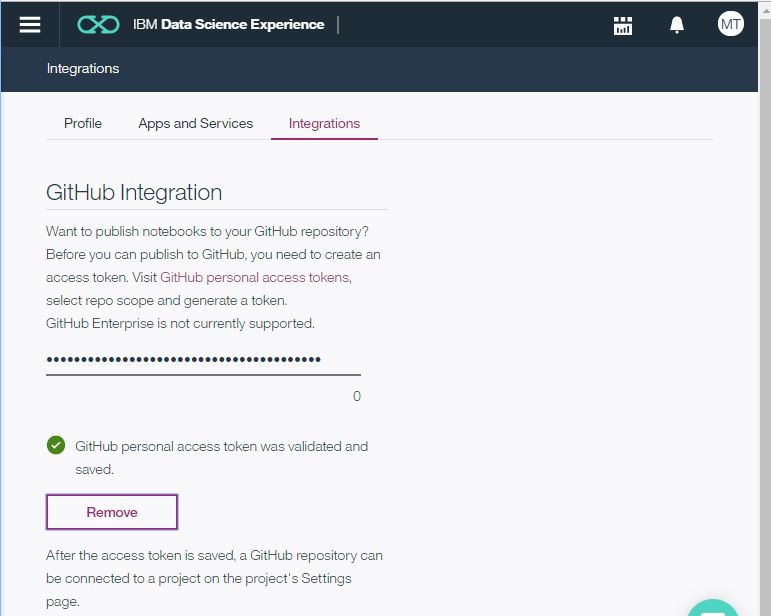 IBM Data Science Experience
MT
Integrations
Profile Apps and Services Integrations
GitHub Integration
Want to publish notebooks to your GitHub repository?
Before you can publish to GitHub, you need to create an
access token. Visit GitHub personal access tokens,
select repo scope and generate a token.
GitHub Enterprise is not currently supported.
••••••••••••••••••••••••••••••••••••••••
0
GitHub personal access token was validated and
saved.
Remove
After the access token is saved, a GitHub repository can
be connected to a project on the project's Settings
page.